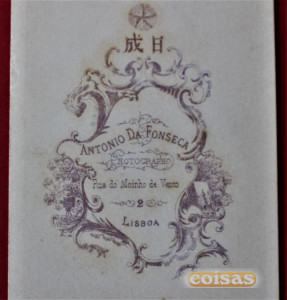 成日
ANTONIO DA FONSECA
PHOTOGRAPHO
Rua do Moinho de Vento
2
LISBOA
coisas